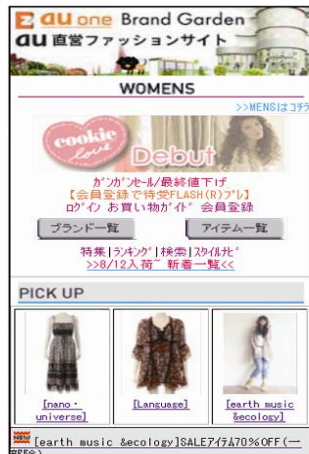 au one Brand Garden
au 直営ファッションサイト
WOMENS
>>MENSはコチラ
cookie
love
Debut
ｶﾞﾝｶﾞﾝｾｰﾙ/最終値下げ
【会員登録で待受FLASH(R)ﾌﾟﾚ】
ﾛｸﾞｲﾝ お買い物ｶﾞｲﾄﾞ 会員登録
ブランド一覧 アイテム一覧
特集|ﾗﾝｷﾝｸﾞ|検索|ｽﾀｲﾙﾅﾋﾞ
>>8/12入荷~ 新着一覧<<
PICK UP
[nano・
universe]
[Language]
[earth music
&ecology]
NEW [earth music &ecology]SALEｱｲﾃﾑ70%OFF(一